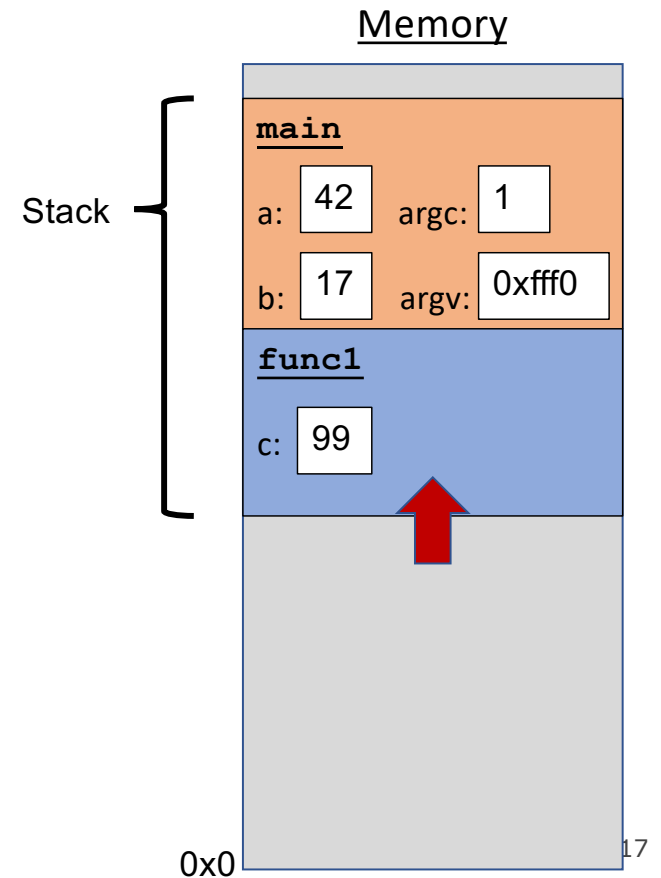 Memory
Stack
main
a: 42 argc: 1
b: 17 argv: 0xfff0
func1
c: 99
17
0x0